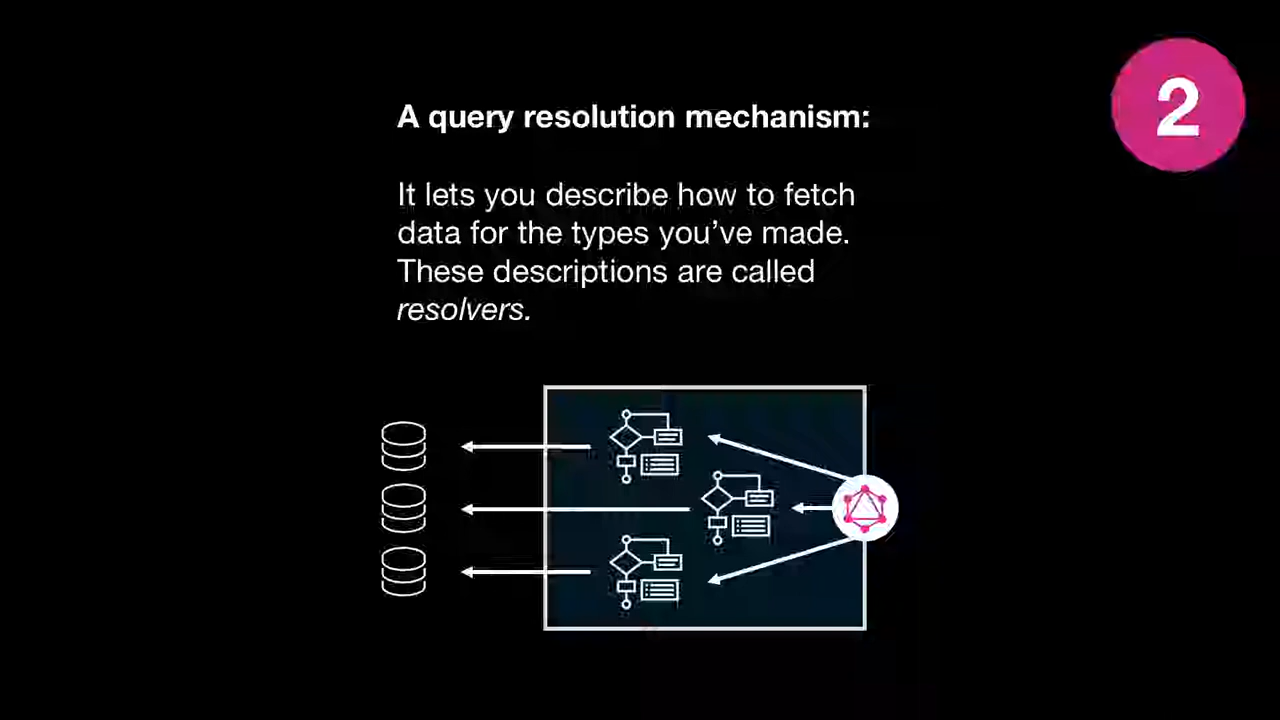 2
A query resolution mechanism:
It lets you describe how to fetch
data for the types you’ve made.
These descriptions are called
resolvers.